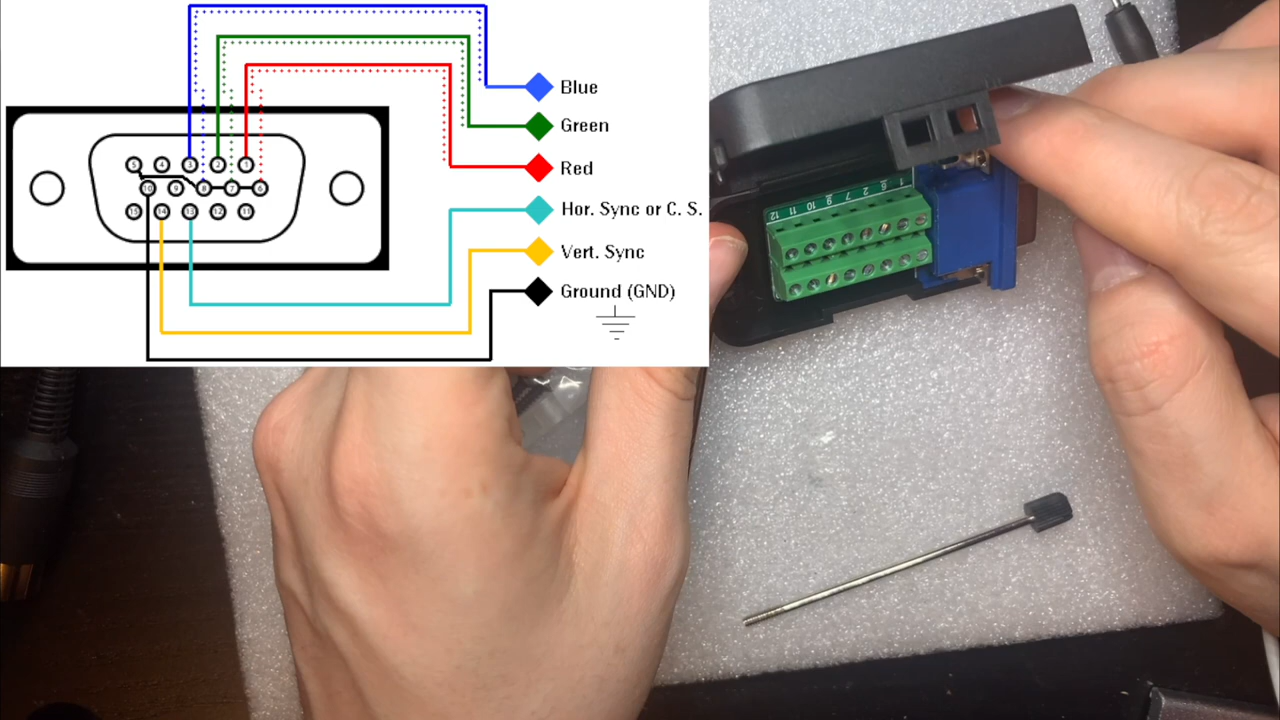 Blue
Green
Red
Hor. Sync or C. S.
Vert. Sync
Ground (GND)
5 4 3 2 1
10 9 8 7 6
15 14 13 12 11
12 11 10 9 8 7 2 6 1